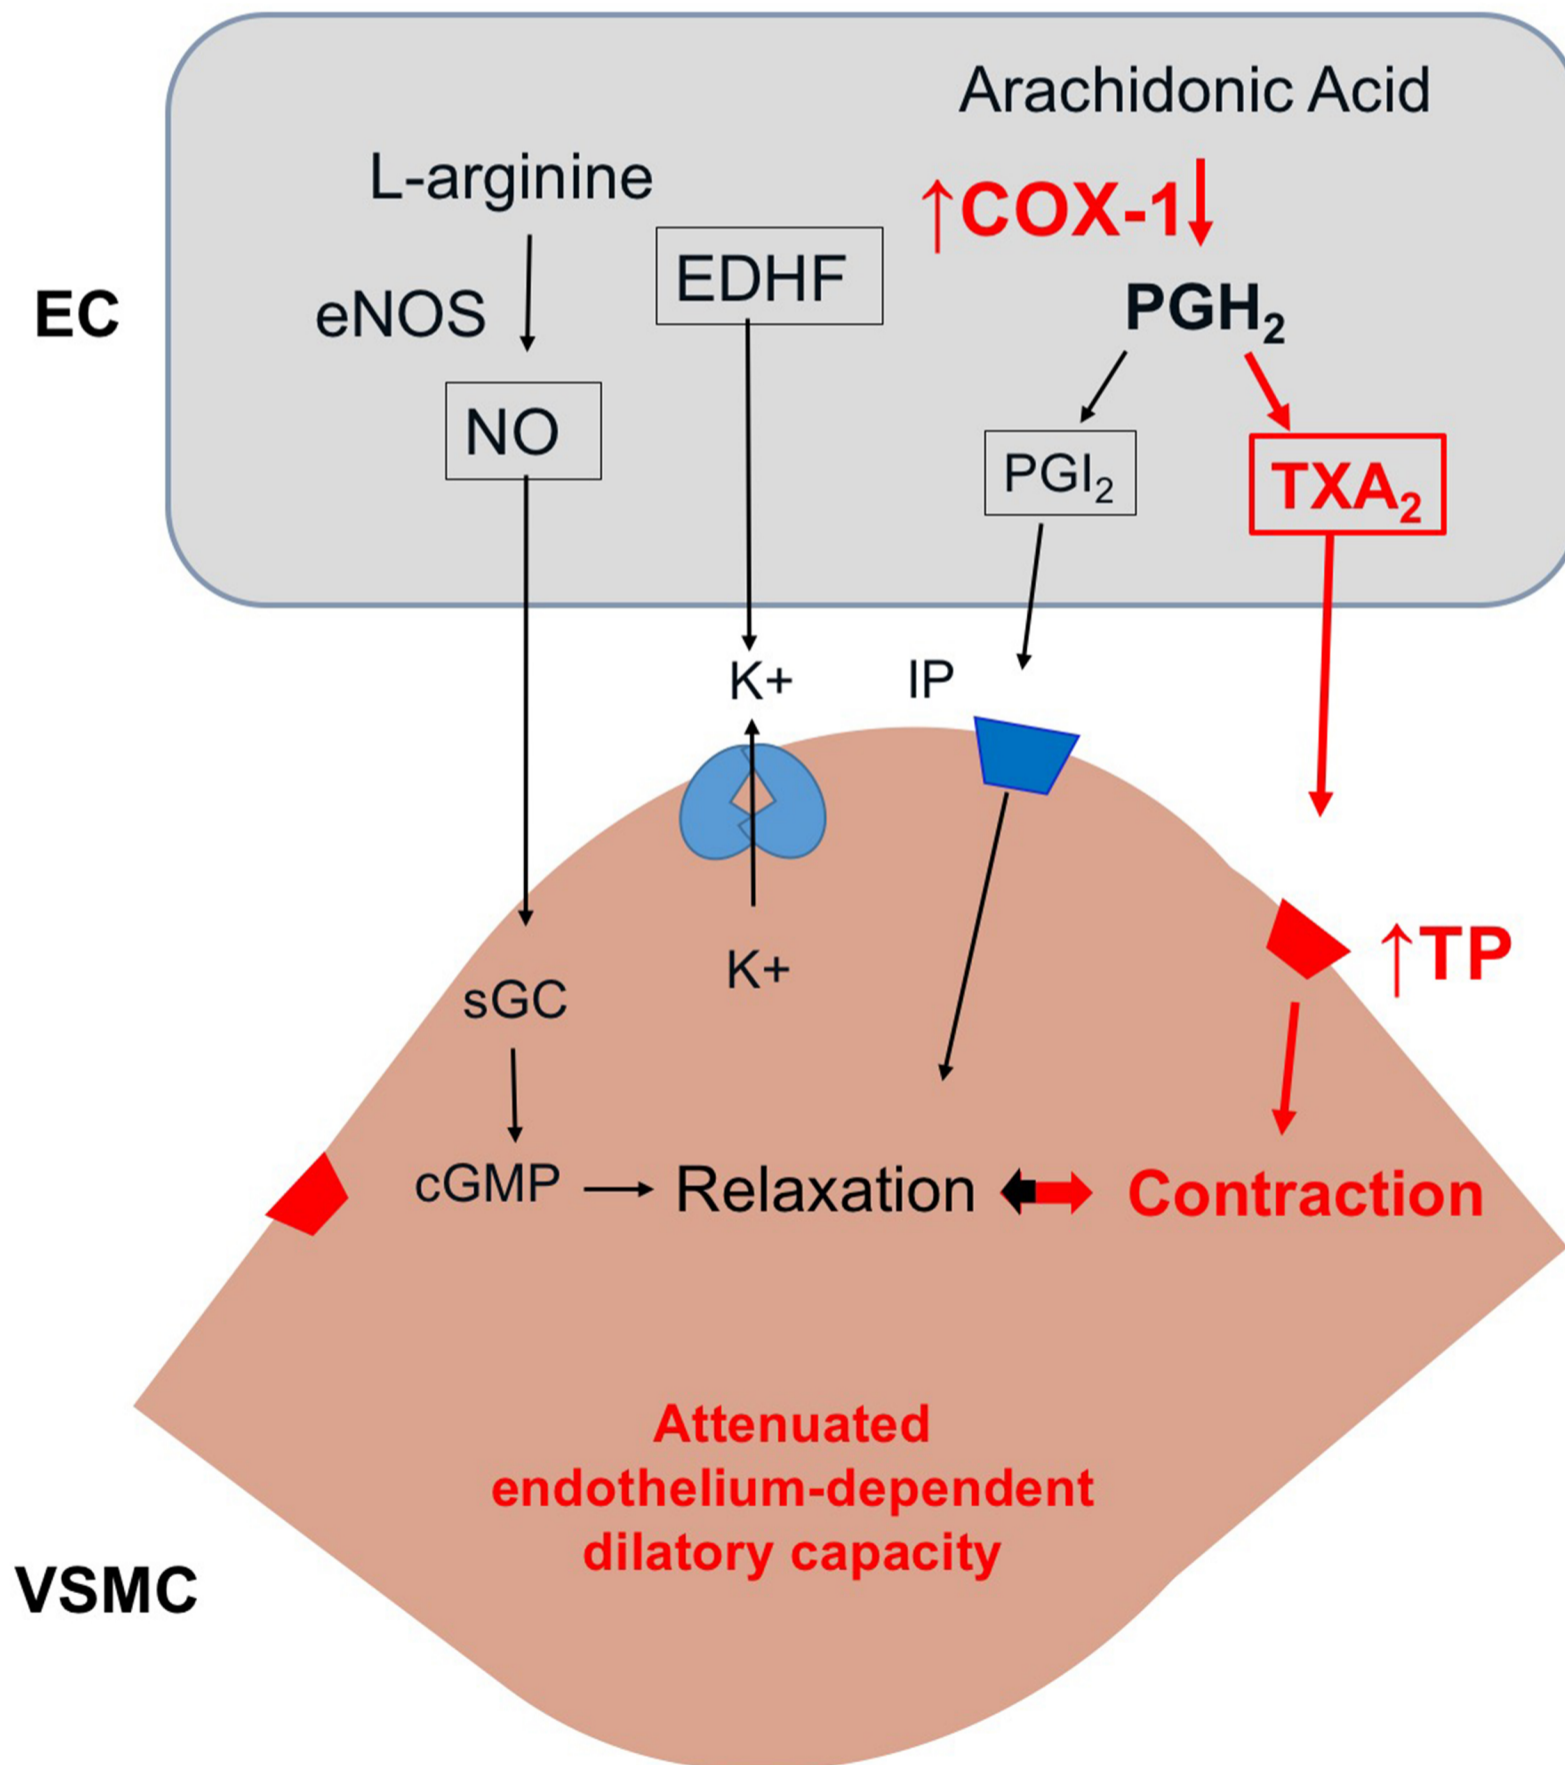 Arachidonic Acid
L-arginine
↑COX-1
EDHF
eNOS
PGH₂
EC
NO
PGI₂
TXA₂
K+
IP
↑TP
K+
sGC
cGMP
Relaxation
Contraction
Attenuated
endothelium-dependent
dilatory capacity
VSMC